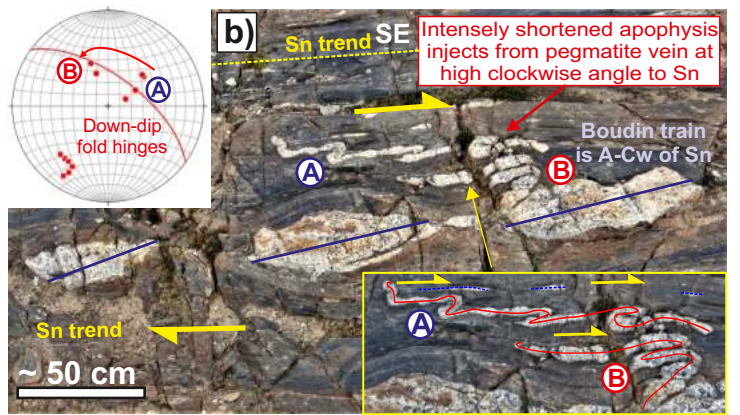 b)
Sn trend
SE
Intensely shortened apophysis
injects from pegmatite vein at
high clockwise angle to Sn
B
A
Down-dip
fold hinges
A
B
Boudin train
is A-Cw of Sn
Sn trend
~ 50 cm
A
B